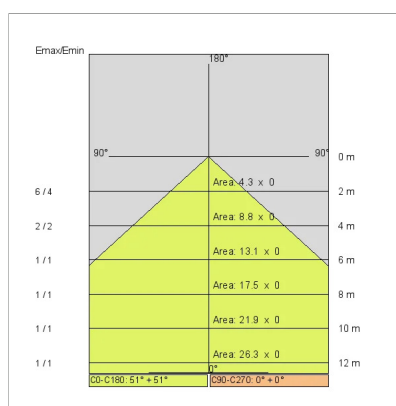 Emax/Emin
180°
90° 90° 0 m
Area: 4.3 x 0
6 / 4 2 m
Area: 8.8 x 0
2 / 2 4 m
Area: 13.1 x 0
1 / 1 6 m
Area: 17.5 x 0
1 / 1 8 m
Area: 21.9 x 0
1 / 1 10 m
Area: 26.3 x 0
1 / 1 12 m
0°
C0-C180: 51° + 51° C90-C270: 0° + 0°